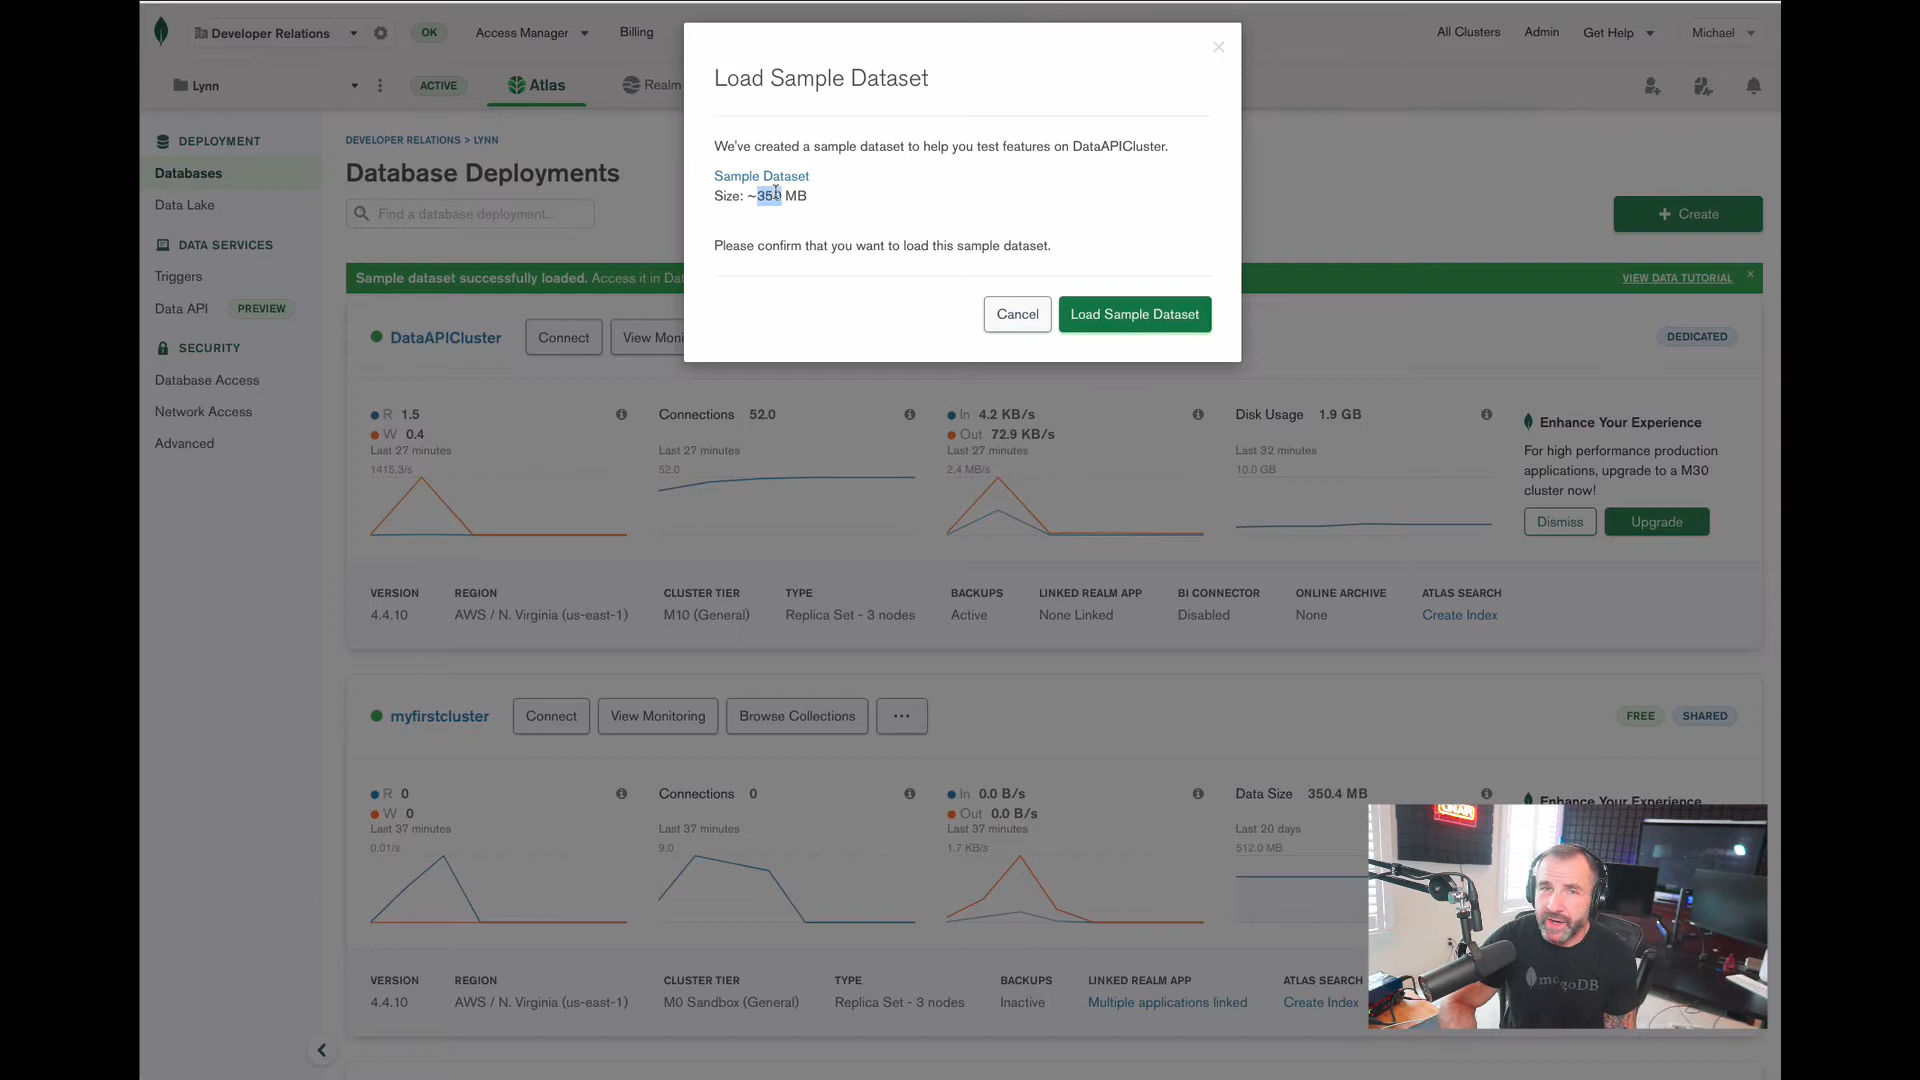 Developer Relations
OK
Access Manager
Billing
All Clusters
Admin
Get Help
Michael
Lynn
ACTIVE
Atlas
Realm
DEPLOYMENT
Databases
Data Lake
DATA SERVICES
Triggers
Data API PREVIEW
SECURITY
Database Access
Network Access
Advanced
Load Sample Dataset
We've created a sample dataset to help you test features on DataAPICluster.
Sample Dataset
Size: ~350 MB
Please confirm that you want to load this sample dataset.
Cancel
Load Sample Dataset
DEVELOPER RELATIONS > LYNN
Database Deployments
Find a database deployment...
+ Create
Sample dataset successfully loaded. Access it in Dat
VIEW DATA TUTORIAL
DataAPICluster
Connect
View Moni
DEDICATED
R 1.5
W 0.4
Last 27 minutes
1415.3/s
Connections 52.0
Last 27 minutes
52.0
In 4.2 KB/s
Out 72.9 KB/s
Last 27 minutes
2.4 MB/s
Disk Usage 1.9 GB
Last 32 minutes
10.0 GB
Enhance Your Experience
For high performance production
applications, upgrade to a M30
cluster now!
Dismiss
Upgrade
VERSION REGION CLUSTER TIER TYPE BACKUPS LINKED REALM APP BI CONNECTOR ONLINE ARCHIVE ATLAS SEARCH
4.4.10 AWS / N. Virginia (us-east-1) M10 (General) Replica Set - 3 nodes Active None Linked Disabled None Create Index
myfirstcluster
Connect
View Monitoring
Browse Collections
...
FREE
SHARED
R 0
W 0
Last 37 minutes
0.01/s
Connections 0
Last 37 minutes
9.0
In 0.0 B/s
Out 0.0 B/s
Last 37 minutes
1.7 KB/s
Data Size 350.4 MB
Last 20 days
512.0 MB
Enhance Your Experience
VERSION REGION CLUSTER TIER TYPE BACKUPS LINKED REALM APP ATLAS SEARCH
4.4.10 AWS / N. Virginia (us-east-1) M0 Sandbox (General) Replica Set - 3 nodes Inactive Multiple applications linked Create Index